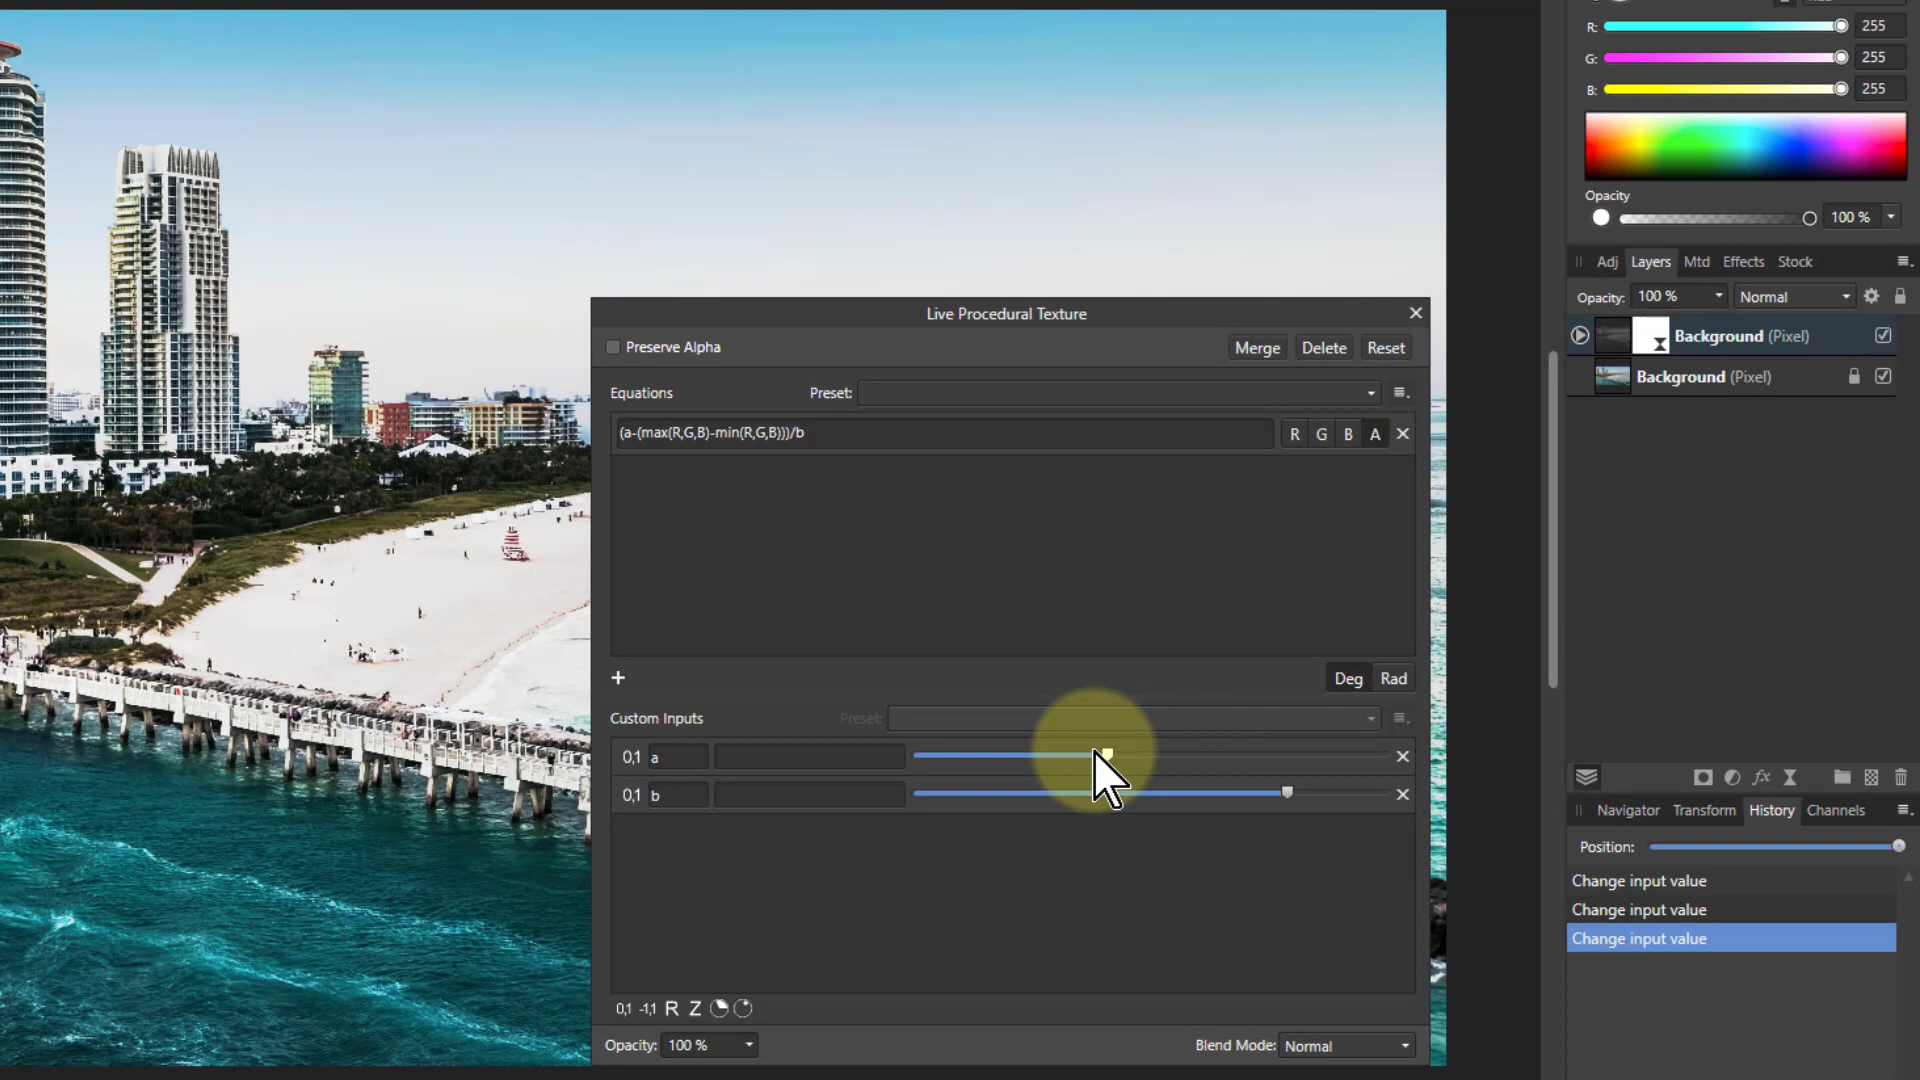 R: 255
G: 255
B: 255
Opacity
100 %
Adj Layers Mtd Effects Stock
Opacity: 100 % Normal
Background (Pixel)
Background (Pixel)
Live Procedural Texture
Preserve Alpha Merge Delete Reset
Equations Preset:
(a-(max(R,G,B)-min(R,G,B)))/b R G B A
Deg Rad
Custom Inputs Preset:
0,1 a
0,1 b
0,1 -1,1 R Z
Opacity: 100 % Blend Mode: Normal
fx
Navigator Transform History Channels
Position:
Change input value
Change input value
Change input value